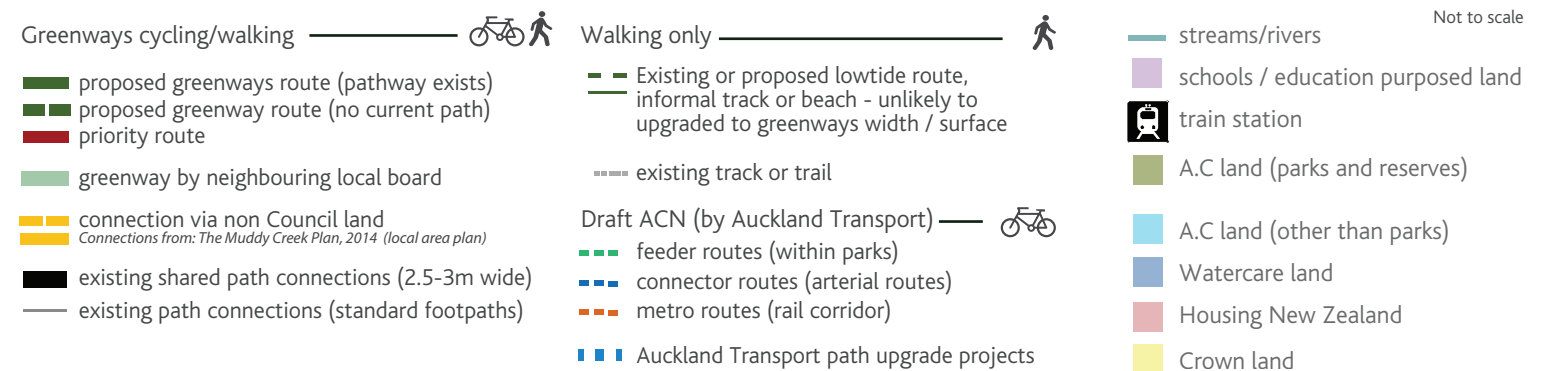 Greenways cycling/walking
proposed greenways route (pathway exists)
proposed greenway route (no current path)
priority route
greenway by neighbouring local board
connection via non Council land
Connections from: The Muddy Creek Plan, 2014 (local area plan)
existing shared path connections (2.5-3m wide)
existing path connections (standard footpaths)
Walking only
Existing or proposed lowtide route,
informal track or beach - unlikely to
upgraded to greenways width / surface
existing track or trail
Draft ACN (by Auckland Transport)
feeder routes (within parks)
connector routes (arterial routes)
metro routes (rail corridor)
Auckland Transport path upgrade projects
Not to scale
streams/rivers
schools / education purposed land
train station
A.C land (parks and reserves)
A.C land (other than parks)
Watercare land
Housing New Zealand
Crown land